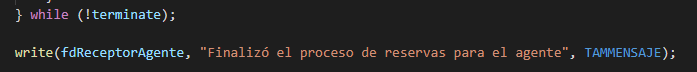 } while (!terminate);
write(fdReceptorAgente, "Finalizó el proceso de reservas para el agente", TAMMENSAJE);